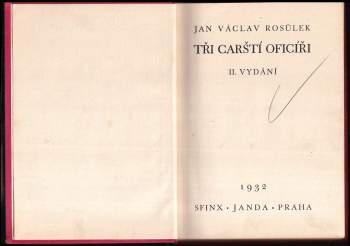 JAN VÁCLAV ROSŮLEK
TŘI CARŠTÍ OFICÍŘI
II. VYDÁNÍ
1932
SFINX • JANDA • PRAHA